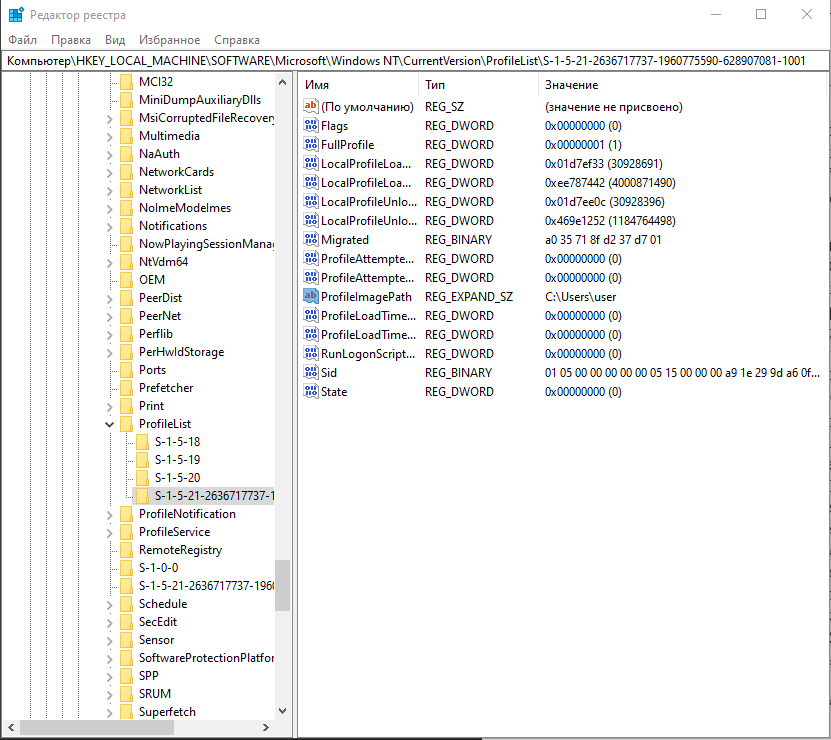 Редактор реестра
Файл Правка Вид Избранное Справка
Компьютер\HKEY_LOCAL_MACHINE\SOFTWARE\Microsoft\Windows NT\CurrentVersion\ProfileList\S-1-5-21-2636717737-1960775590-628907081-1001
MCI32
MiniDumpAuxiliaryDlls
MsiCorruptedFileRecovery
Multimedia
NaAuth
NetworkCards
NetworkList
NolmeModelmes
Notifications
NowPlayingSessionManag
NtVdm64
OEM
PeerDist
PeerNet
Perflib
PerHwIdStorage
Ports
Prefetcher
Print
ProfileList
S-1-5-18
S-1-5-19
S-1-5-20
S-1-5-21-2636717737-1
ProfileNotification
ProfileService
RemoteRegistry
S-1-0-0
S-1-5-21-2636717737-1960
Schedule
SecEdit
Sensor
SoftwareProtectionPlatfor
SPP
SRUM
Superfetch
Имя Тип Значение
(По умолчанию) REG_SZ (значение не присвоено)
Flags REG_DWORD 0x00000000 (0)
FullProfile REG_DWORD 0x00000001 (1)
LocalProfileLoa... REG_DWORD 0x01d7ef33 (30928691)
LocalProfileLoa... REG_DWORD 0xee787442 (4000871490)
LocalProfileUnlo... REG_DWORD 0x01d7ee0c (30928396)
LocalProfileUnlo... REG_DWORD 0x469e1252 (1184764498)
Migrated REG_BINARY a0 35 71 8f d2 37 d7 01
ProfileAttempte... REG_DWORD 0x00000000 (0)
ProfileAttempte... REG_DWORD 0x00000000 (0)
ProfileImagePath REG_EXPAND_SZ C:\Users\user
ProfileLoadTime... REG_DWORD 0x00000000 (0)
ProfileLoadTime... REG_DWORD 0x00000000 (0)
RunLogonScript... REG_DWORD 0x00000000 (0)
Sid REG_BINARY 01 05 00 00 00 00 00 05 15 00 00 00 a9 1e 29 9d a6 0f...
State REG_DWORD 0x00000000 (0)